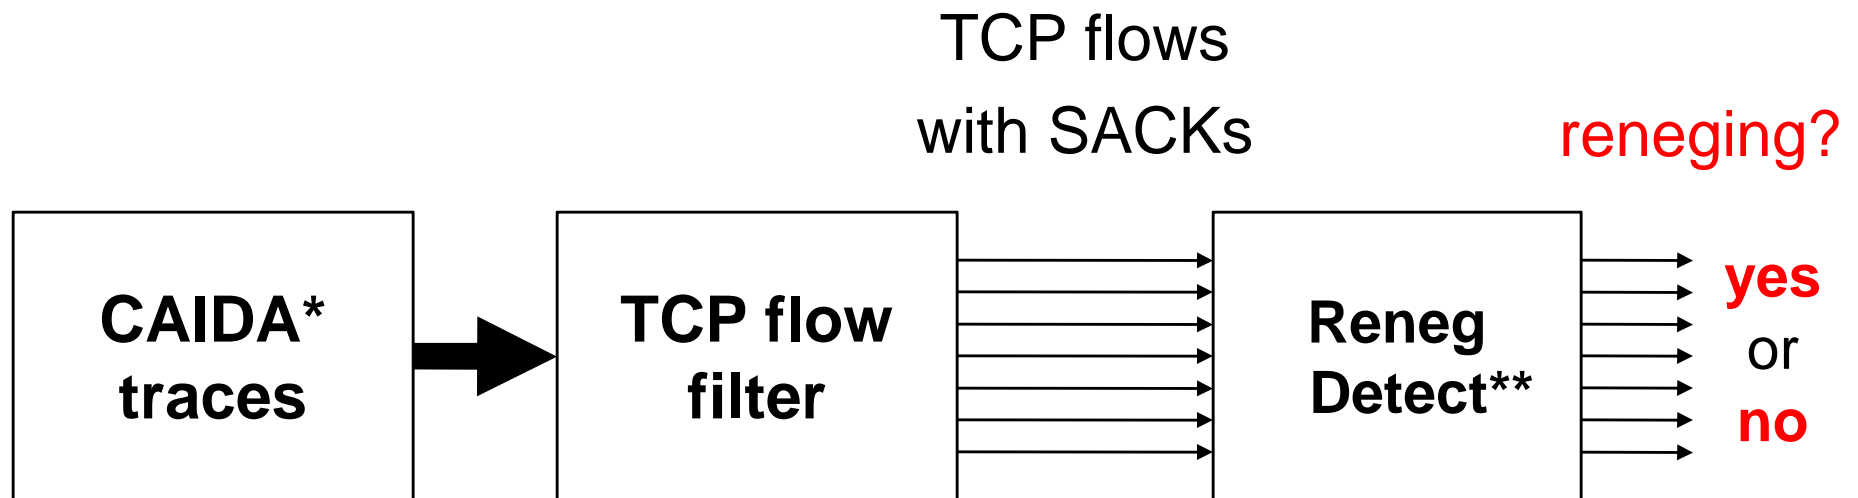 TCP flows
with SACKs
reneging?
CAIDA*
traces
TCP flow
filter
Reneg
Detect**
yes
or
no